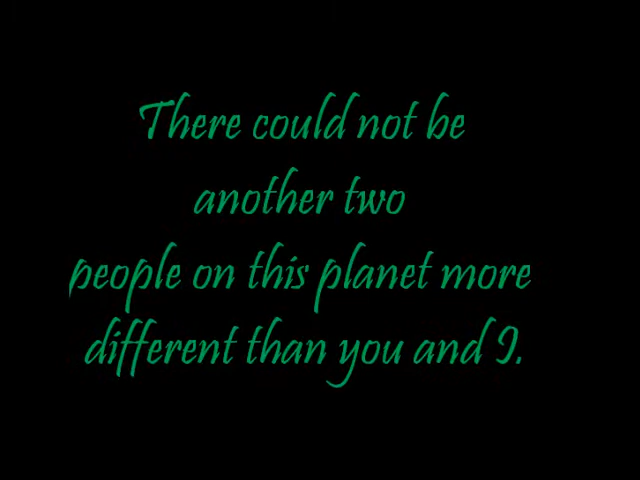 There could not be
another two
people on this planet more
different than you and I.